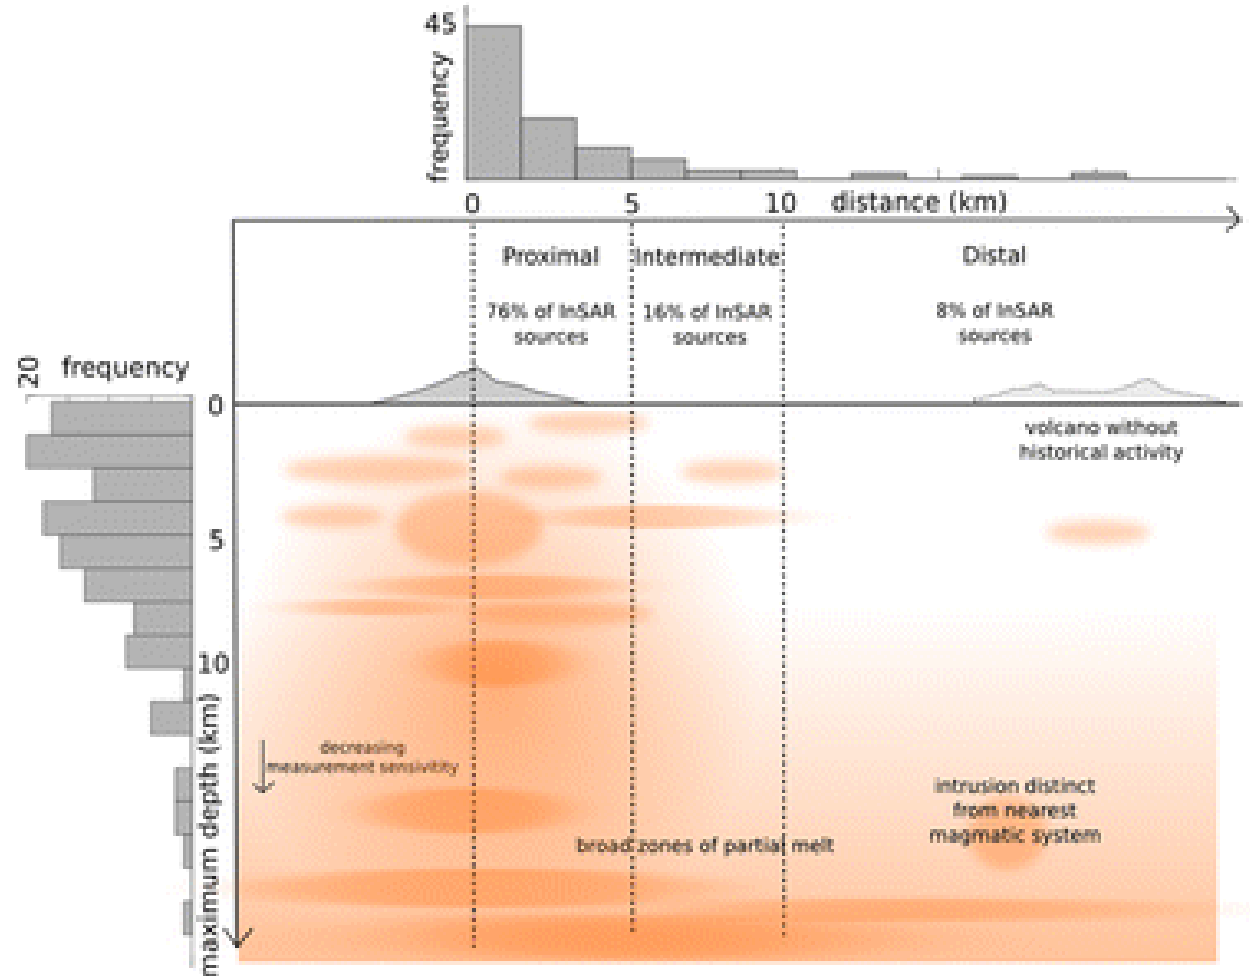 45
frequency
0 5 10 distance (km)
Proximal Intermediate Distal
76% of InSAR
sources
16% of InSAR
sources
8% of InSAR
sources
20 frequency
0
volcano without
historical activity
5
10
maximum depth (km)
decreasing
measurement sensivitity
intrusion distinct
from nearest
magmatic system
broad zones of partial melt